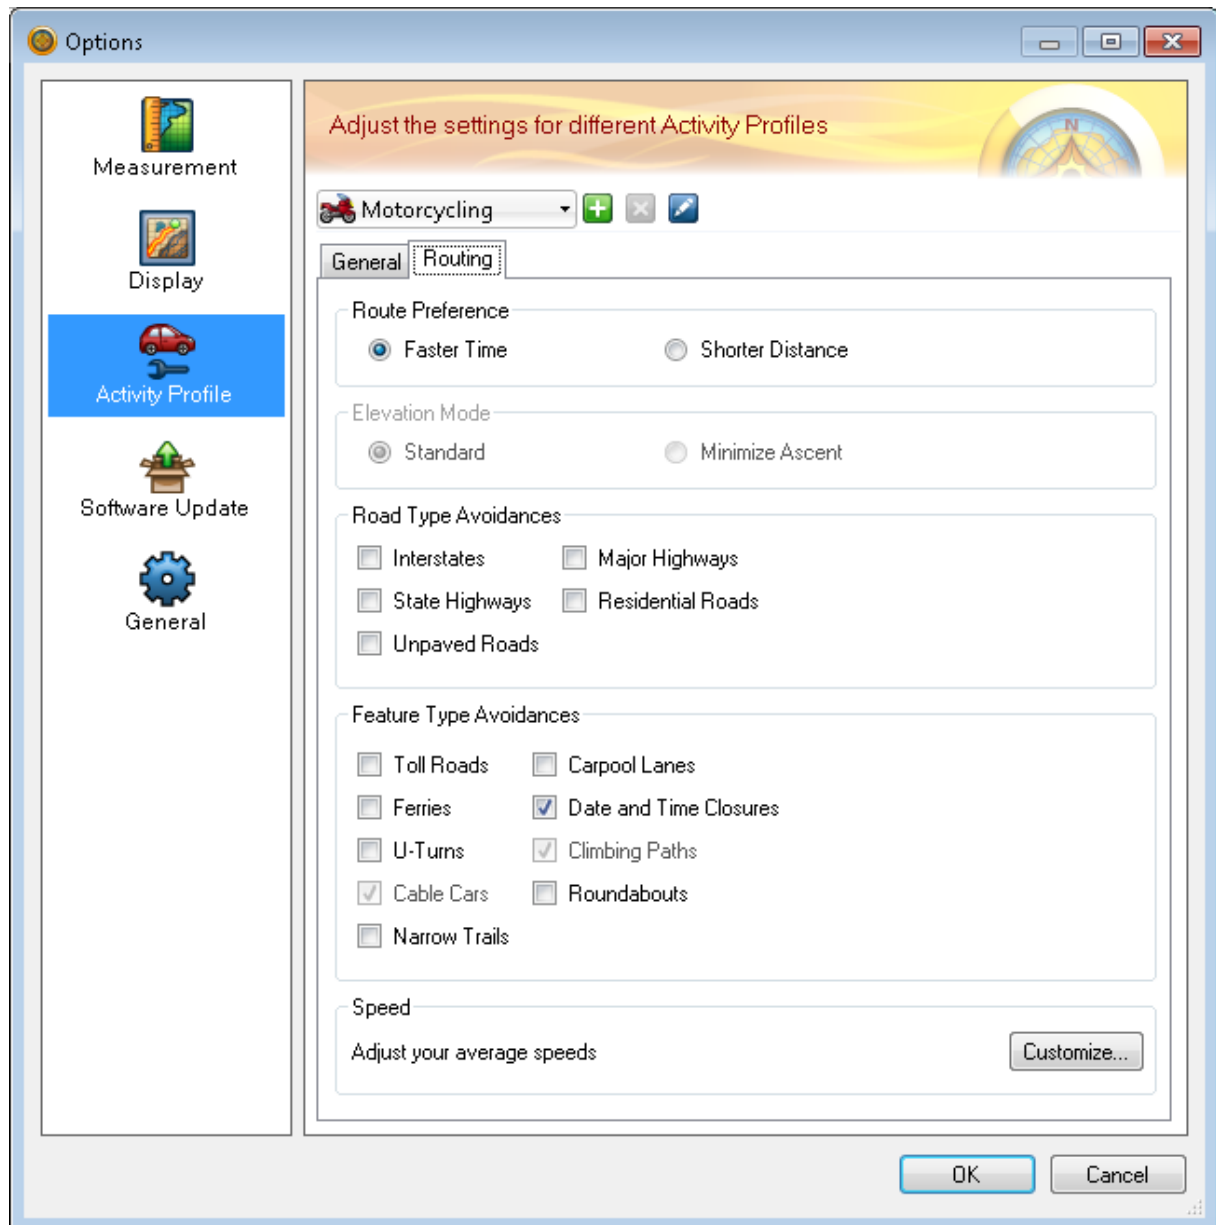 Options
Measurement
Display
Activity Profile
Software Update
General
Adjust the settings for different Activity Profiles
N
Motorcycling
General Routing
Route Preference
Faster Time Shorter Distance
Elevation Mode
Standard Minimize Ascent
Road Type Avoidances
Interstates Major Highways
State Highways Residential Roads
Unpaved Roads
Feature Type Avoidances
Toll Roads Carpool Lanes
Ferries Date and Time Closures
U-Turns Climbing Paths
Cable Cars Roundabouts
Narrow Trails
Speed
Adjust your average speeds Customize...
OK Cancel